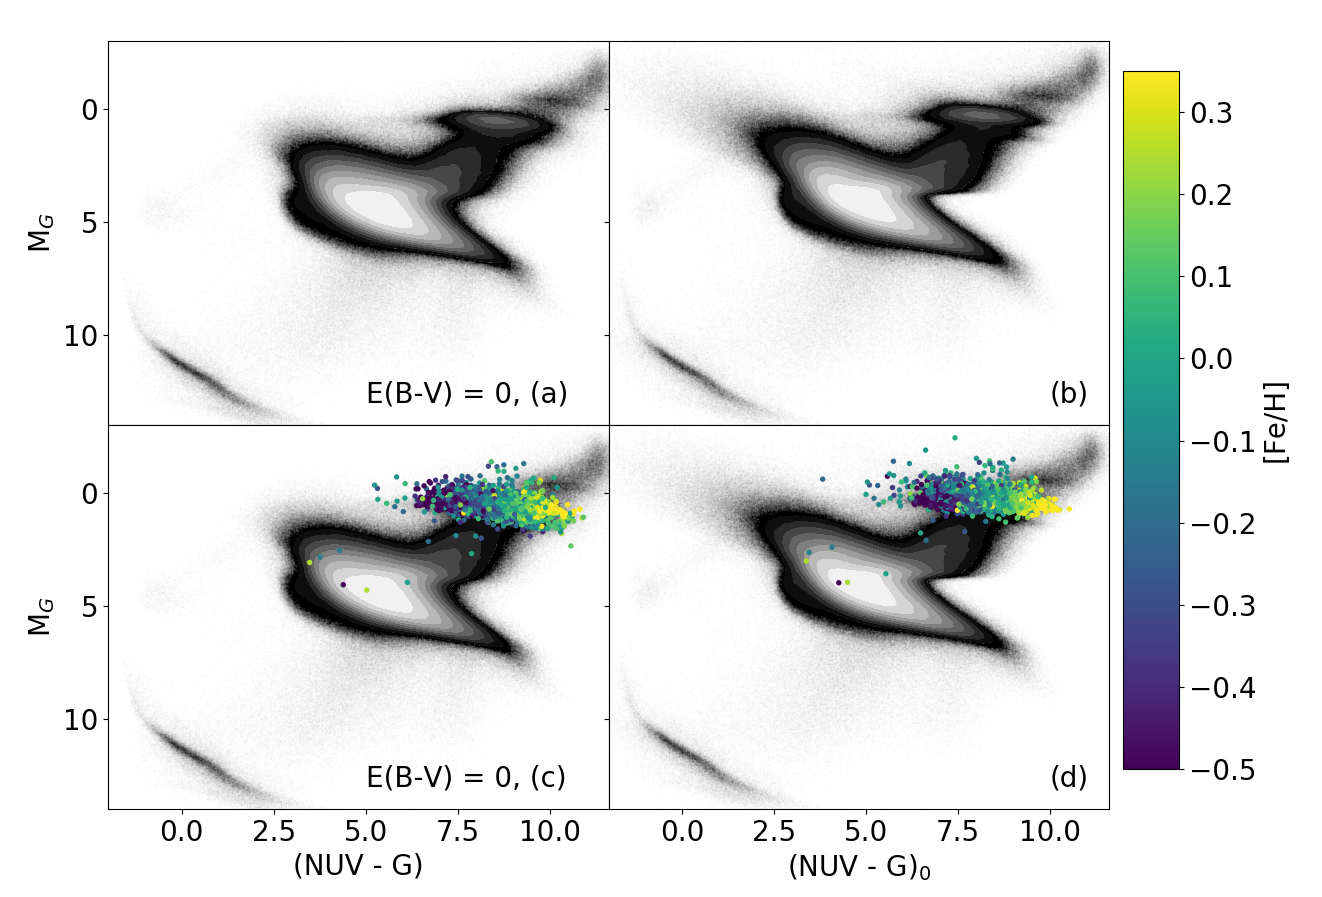 0
5
10
M_G
E(B-V) = 0, (a)
(b)
0
5
10
M_G
E(B-V) = 0, (c)
(d)
0.0 2.5 5.0 7.5 10.0
0.0 2.5 5.0 7.5 10.0
(NUV - G)
(NUV - G)₀
0.3
0.2
0.1
0.0
−0.1
−0.2
−0.3
−0.4
−0.5
[Fe/H]